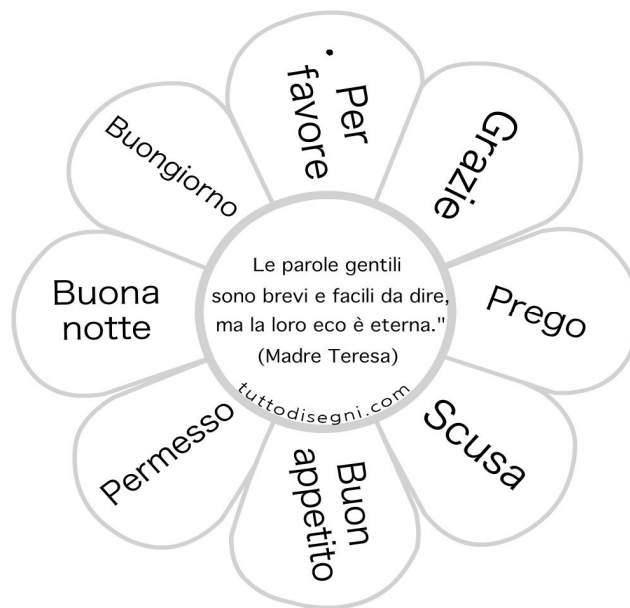 Per
favore
Grazie
Prego
Scusa
Buon
appetito
Permesso
Buona
notte
Buongiorno
Le parole gentili
sono brevi e facili da dire,
ma la loro eco è eterna."
(Madre Teresa)
tuttodisegni.com